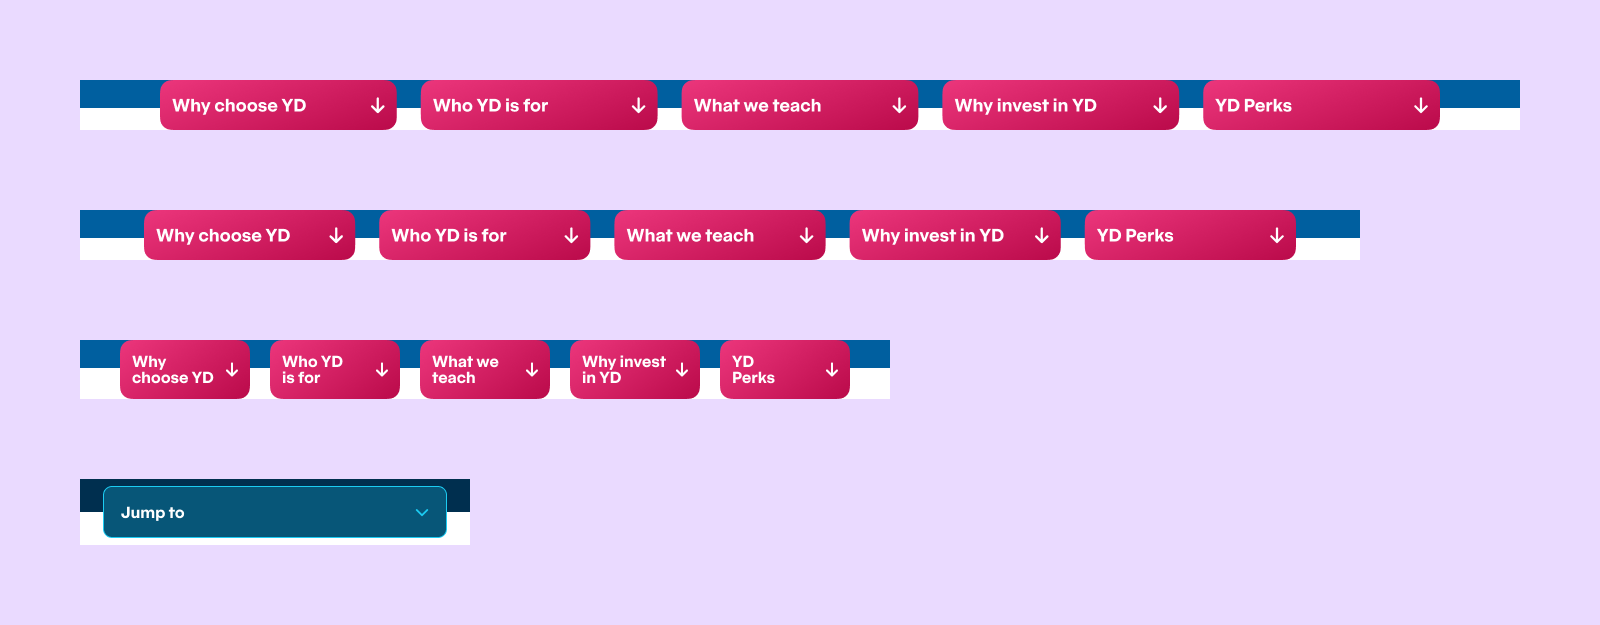 Why choose YD
Who YD is for
What we teach
Why invest in YD
YD Perks
Why choose YD
Who YD is for
What we teach
Why invest in YD
YD Perks
Why
choose YD
Who YD
is for
What we
teach
Why invest
in YD
YD
Perks
Jump to